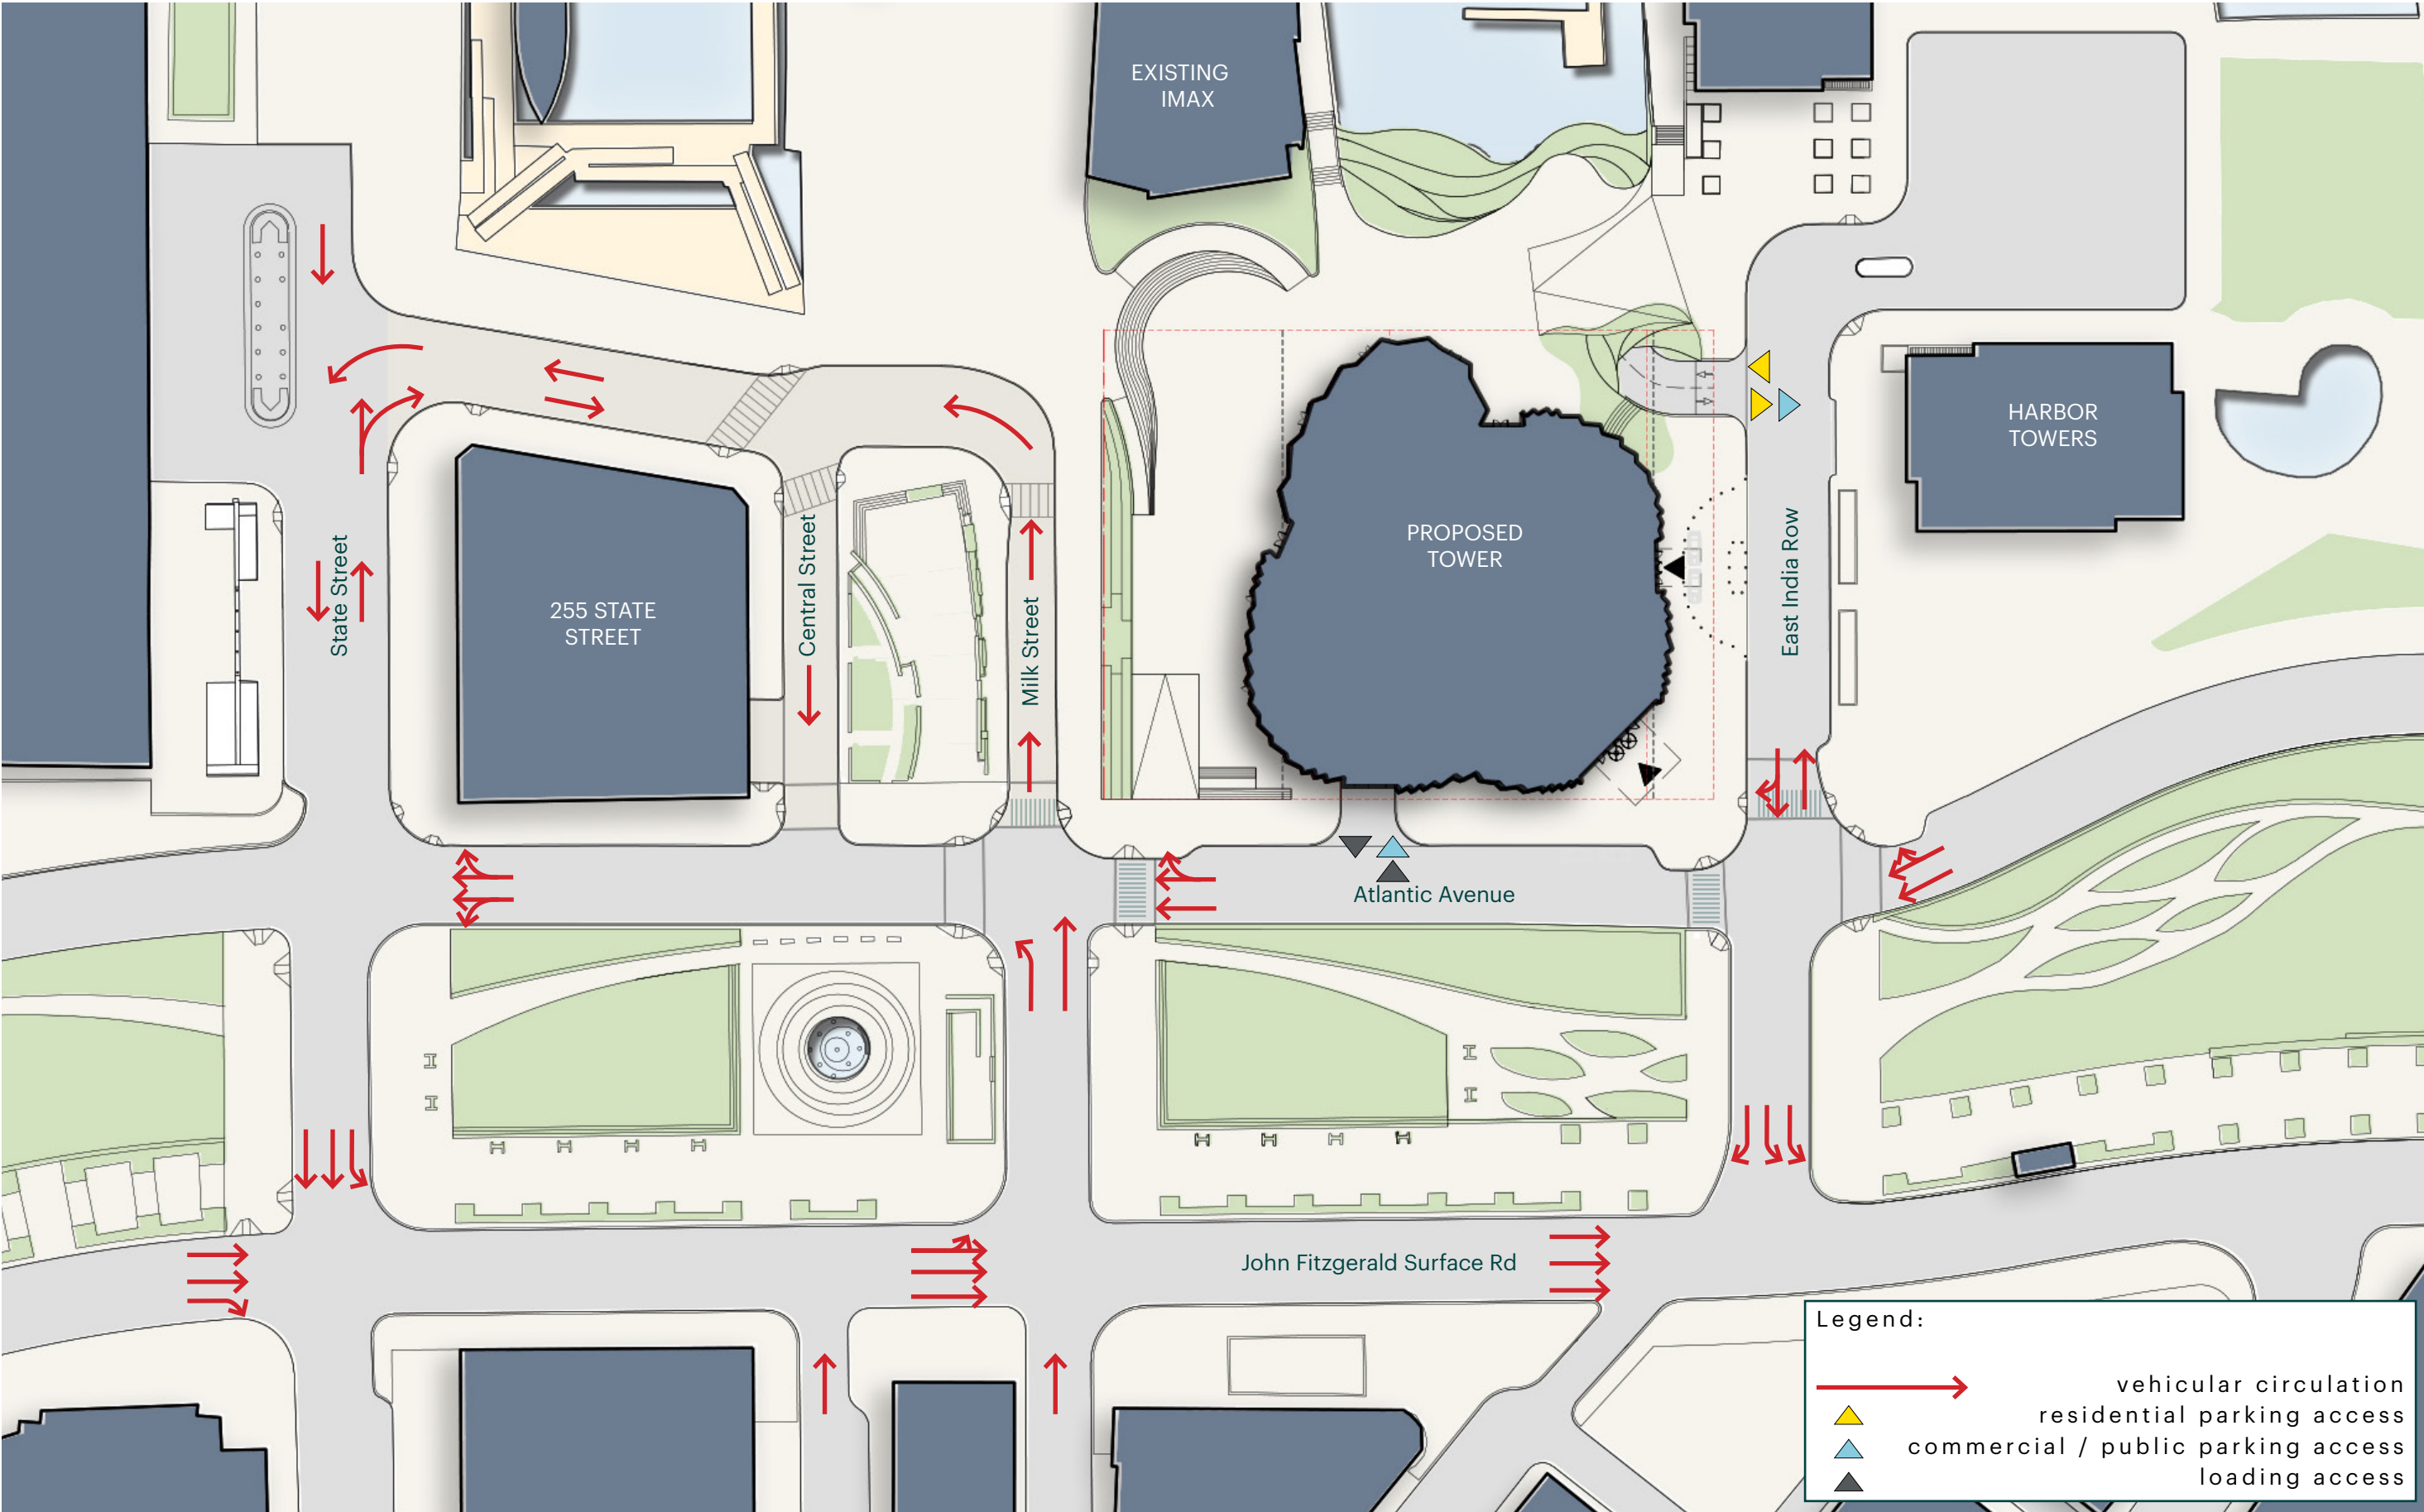 EXISTING
IMAX
HARBOR
TOWERS
PROPOSED
TOWER
255 STATE
STREET
State Street
Central Street
Milk Street
East India Row
Atlantic Avenue
John Fitzgerald Surface Rd
Legend:
vehicular circulation
residential parking access
commercial / public parking access
loading access